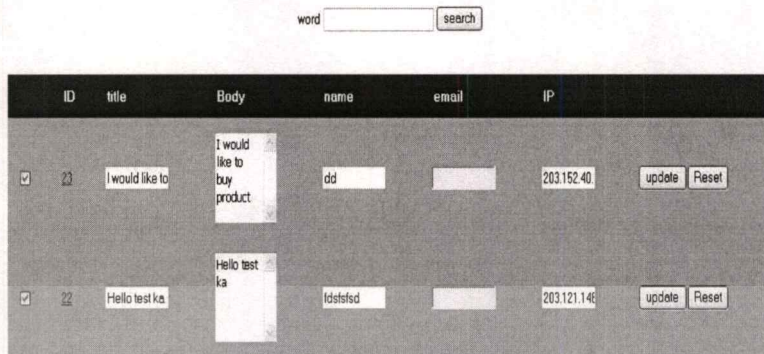 word search
ID title Body name email IP
23 I would like to I would like to buy product dd 203.152.40. update Reset
22 Hello test ka Hello test ka fdsfsfsd 203.121.148 update Reset